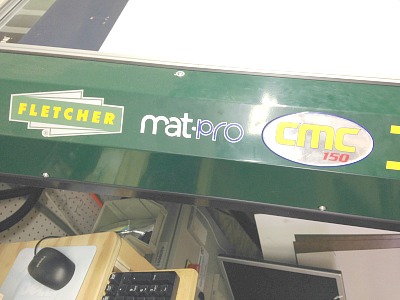 FLETCHER
mat-pro
cmc
150